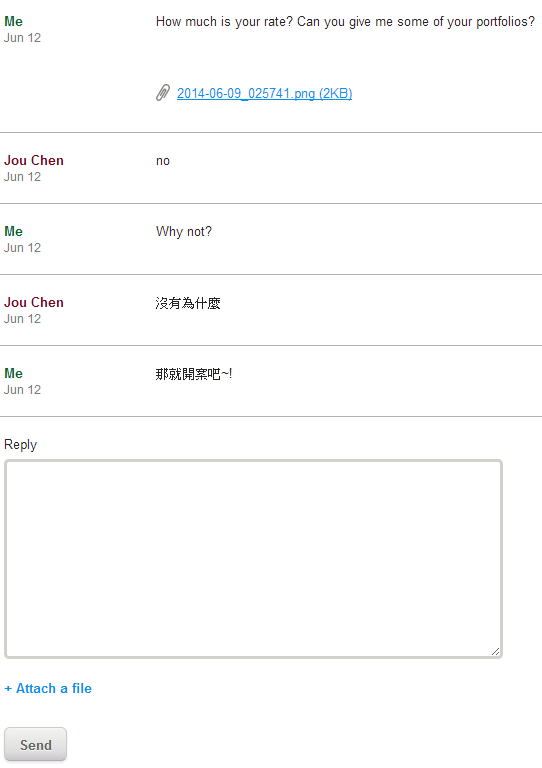 Me
Jun 12
How much is your rate? Can you give me some of your portfolios?
2014-06-09_025741.png (2KB)
Jou Chen
Jun 12
no
Me
Jun 12
Why not?
Jou Chen
Jun 12
沒有為什麼
Me
Jun 12
那就開案吧~!
Reply
+ Attach a file
Send